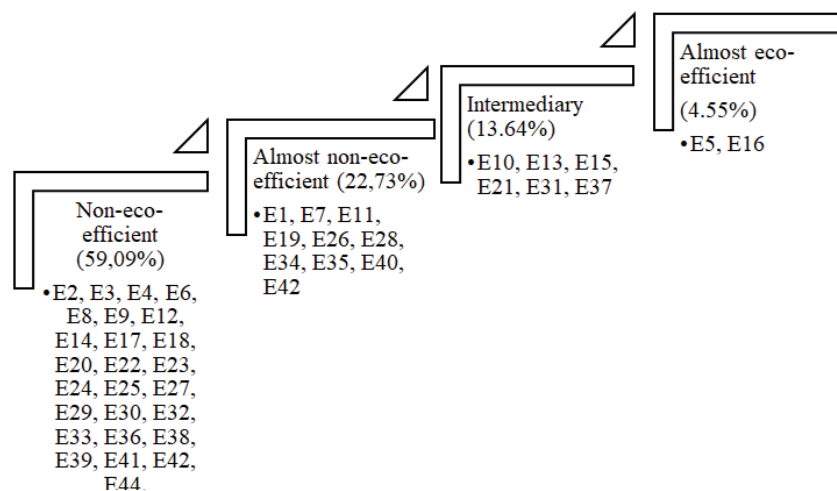 Non-eco-
efficient
(59,09%)
•E2, E3, E4, E6,
E8, E9, E12,
E14, E17, E18,
E20, E22, E23,
E24, E25, E27,
E29, E30, E32,
E33, E36, E38,
E39, E41, E42,
E44.
Almost non-eco-
efficient (22,73%)
•E1, E7, E11,
E19, E26, E28,
E34, E35, E40,
E42
Intermediary
(13.64%)
•E10, E13, E15,
E21, E31, E37
Almost eco-
efficient
(4.55%)
•E5, E16